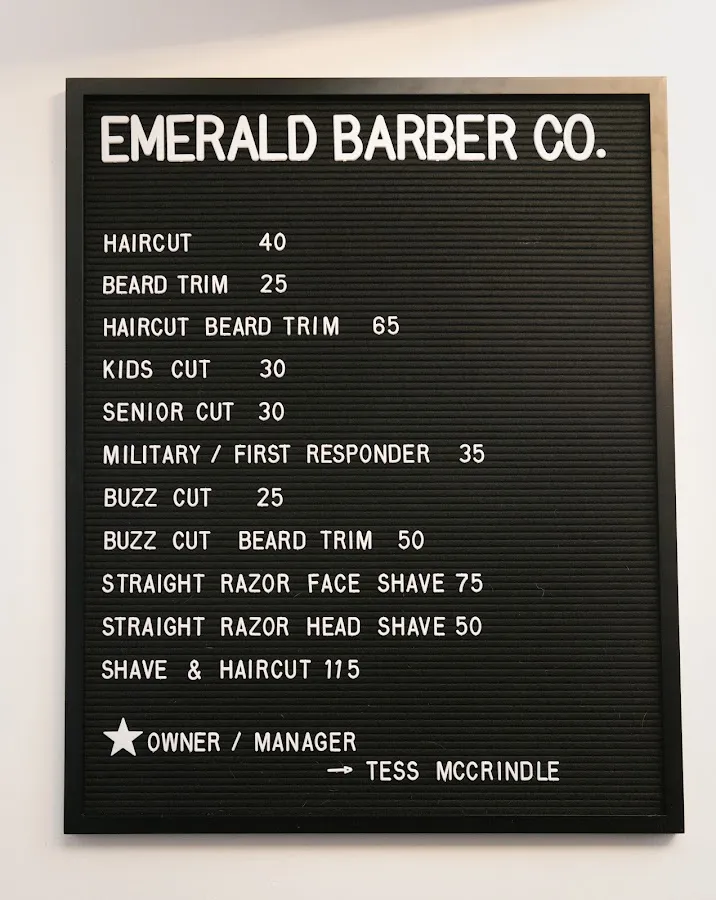 EMERALD BARBER CO.
HAIRCUT 40
BEARD TRIM 25
HAIRCUT BEARD TRIM 65
KIDS CUT 30
SENIOR CUT 30
MILITARY / FIRST RESPONDER 35
BUZZ CUT 25
BUZZ CUT BEARD TRIM 50
STRAIGHT RAZOR FACE SHAVE 75
STRAIGHT RAZOR HEAD SHAVE 50
SHAVE & HAIRCUT 115
★ OWNER / MANAGER
→ TESS MCCRINDLE